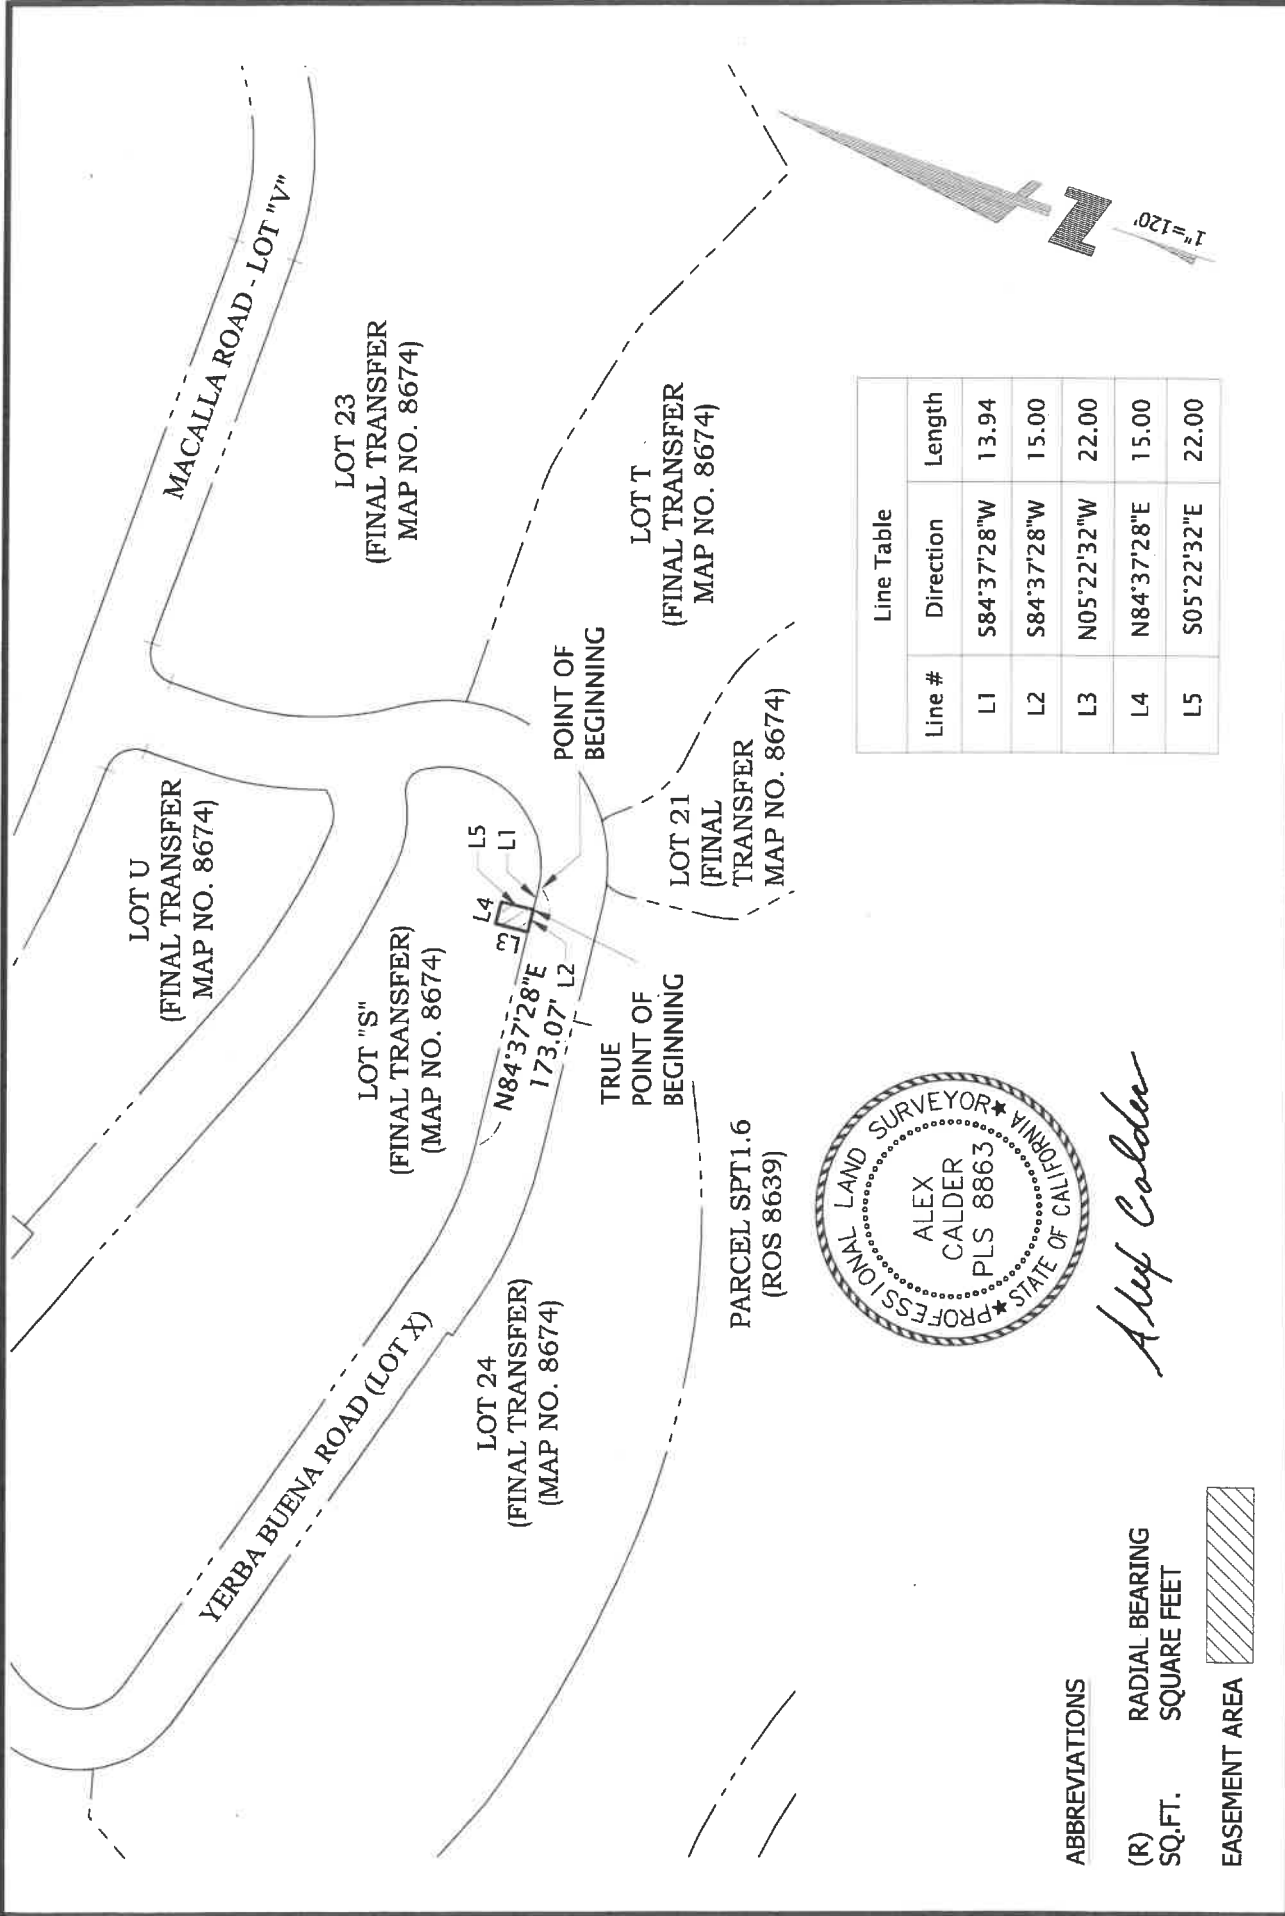 MACALLA ROAD - LOT "V"
LOT U
(FINAL TRANSFER
MAP NO. 8674)
LOT 23
(FINAL TRANSFER
MAP NO. 8674)
LOT "S"
(FINAL TRANSFER)
(MAP NO. 8674)
L4
L5
L3
L1
N84°37'28"E
173.07'
L2
POINT OF
BEGINNING
TRUE
POINT OF
BEGINNING
LOT T
(FINAL TRANSFER
MAP NO. 8674)
LOT 21
(FINAL
TRANSFER
MAP NO. 8674)
YERBA BUENA ROAD (LOT X)
LOT 24
(FINAL TRANSFER)
(MAP NO. 8674)
PARCEL SPT1.6
(ROS 8639)
PROFESSIONAL LAND SURVEYOR
ALEX
CALDER
PLS 8863
STATE OF CALIFORNIA
Alex Calder
Line Table
Line # Direction Length
L1 S84°37'28"W 13.94
L2 S84°37'28"W 15.00
L3 N05°22'32"W 22.00
L4 N84°37'28"E 15.00
L5 S05°22'32"E 22.00
N
1"=120'
ABBREVIATIONS
(R) RADIAL BEARING
SQ.FT. SQUARE FEET
EASEMENT AREA